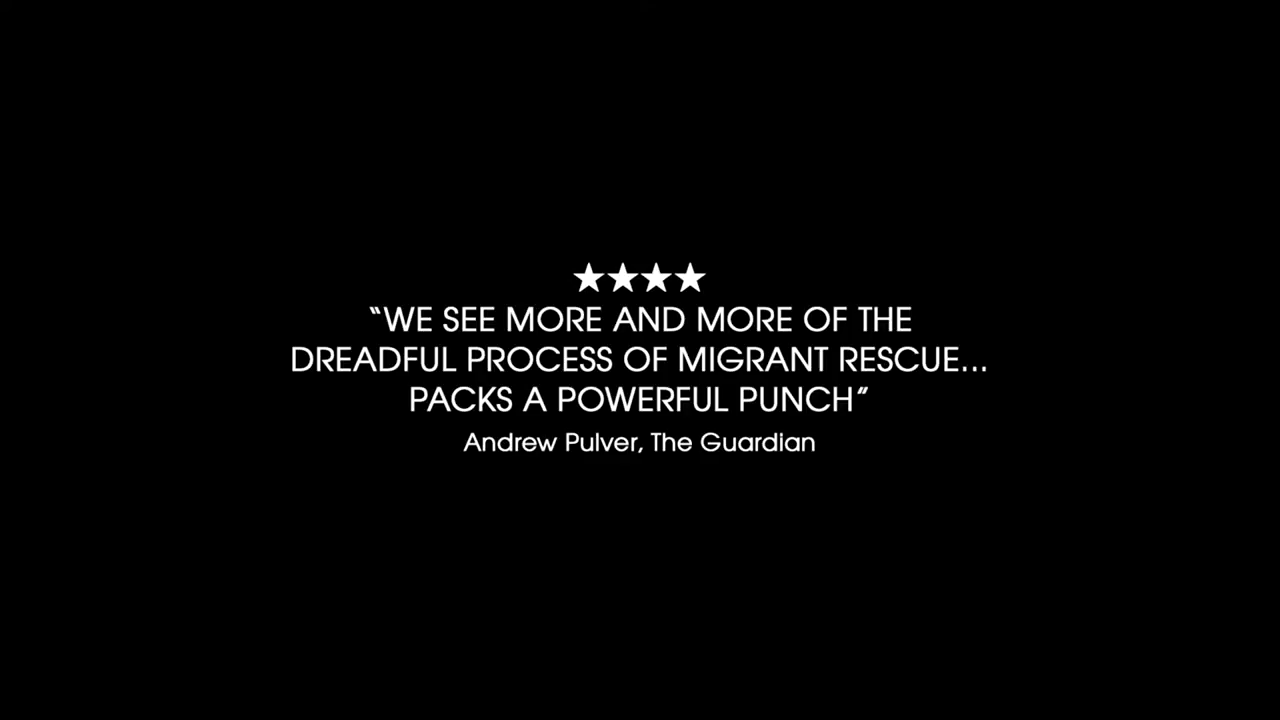 ★★★★
“WE SEE MORE AND MORE OF THE
DREADFUL PROCESS OF MIGRANT RESCUE...
PACKS A POWERFUL PUNCH”
Andrew Pulver, The Guardian